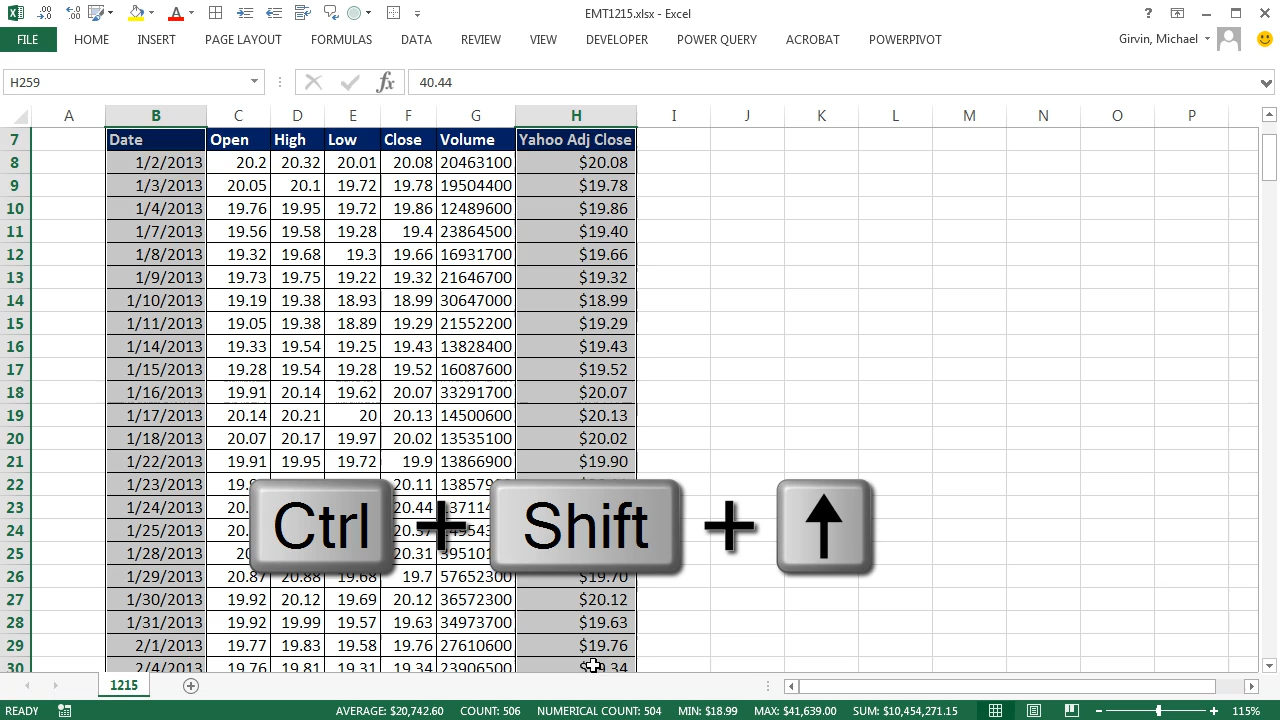 EMT1215.xlsx - Excel
FILE HOME INSERT PAGE LAYOUT FORMULAS DATA REVIEW VIEW DEVELOPER POWER QUERY ACROBAT POWERPIVOT Girvin, Michael
H259 fx 40.44
A B C D E F G H I J K L M N O P
7 Date Open High Low Close Volume Yahoo Adj Close
8 1/2/2013 20.2 20.32 20.01 20.08 20463100 $20.08
9 1/3/2013 20.05 20.1 19.72 19.78 19504400 $19.78
10 1/4/2013 19.76 19.95 19.72 19.86 12489600 $19.86
11 1/7/2013 19.56 19.58 19.28 19.4 23864500 $19.40
12 1/8/2013 19.32 19.68 19.3 19.66 16931700 $19.66
13 1/9/2013 19.73 19.75 19.22 19.32 21646700 $19.32
14 1/10/2013 19.19 19.38 18.93 18.99 30647000 $18.99
15 1/11/2013 19.05 19.38 18.89 19.29 21552200 $19.29
16 1/14/2013 19.33 19.54 19.25 19.43 13828400 $19.43
17 1/15/2013 19.28 19.54 19.28 19.52 16087600 $19.52
18 1/16/2013 19.91 20.14 19.62 20.07 33291700 $20.07
19 1/17/2013 20.14 20.21 20 20.13 14500600 $20.13
20 1/18/2013 20.07 20.17 19.97 20.02 13535100 $20.02
21 1/22/2013 19.91 19.95 19.72 19.9 13866900 $19.90
22 1/23/2013 20.11
23 1/24/2013 20.44
24 1/25/2013
25 1/28/2013 20.31
Ctrl + Shift +
26 1/29/2013 20.87 20.88 19.68 19.7 57652300 $19.70
27 1/30/2013 19.92 20.12 19.69 20.12 36572300 $20.12
28 1/31/2013 19.92 19.99 19.57 19.63 34973700 $19.63
29 2/1/2013 19.77 19.83 19.58 19.76 27610600 $19.76
30 2/4/2013 19.76 19.81 19.31 19.34 23906500
1215
READY AVERAGE: $20,742.60 COUNT: 506 NUMERICAL COUNT: 504 MIN: $18.99 MAX: $41,639.00 SUM: $10,454,271.15 115%